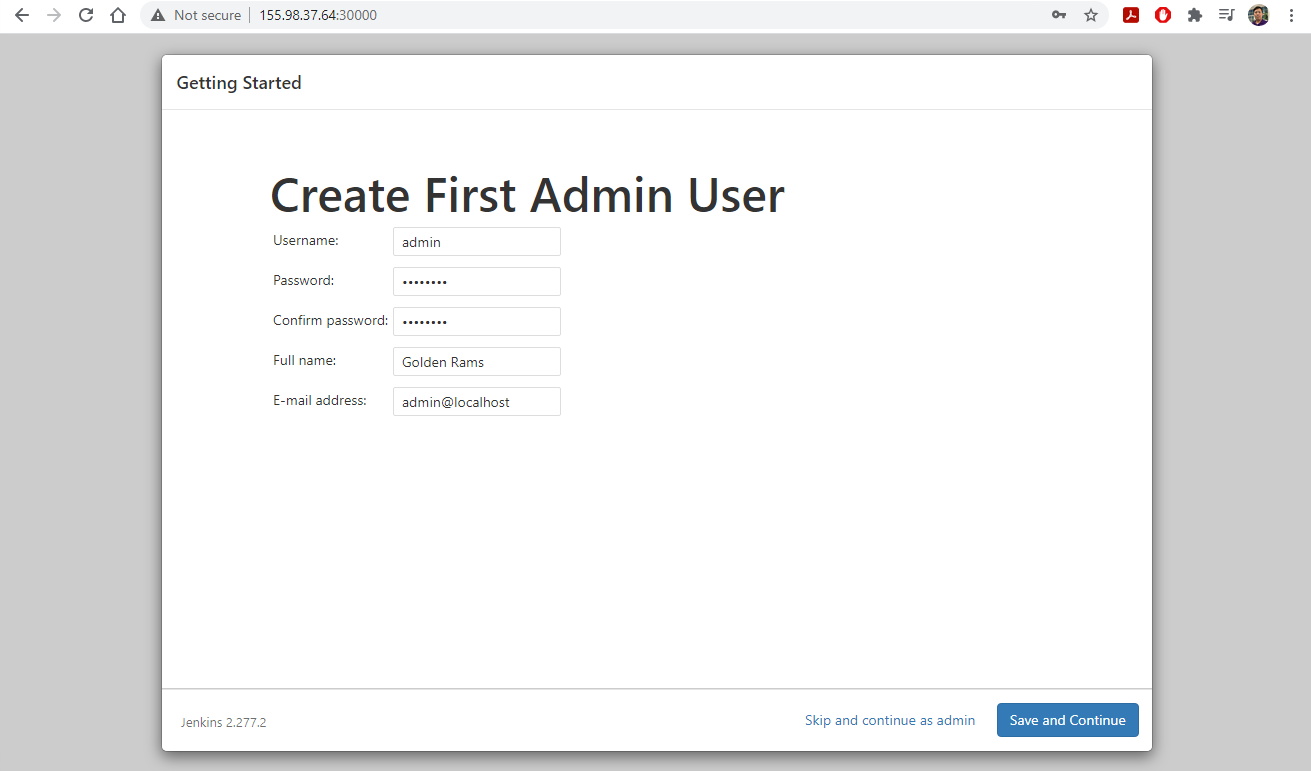 Not secure | 155.98.37.64:30000
Getting Started
Create First Admin User
Username: admin
Password: ••••••••
Confirm password: ••••••••
Full name: Golden Rams
E-mail address: admin@localhost
Jenkins 2.277.2 Skip and continue as admin Save and Continue